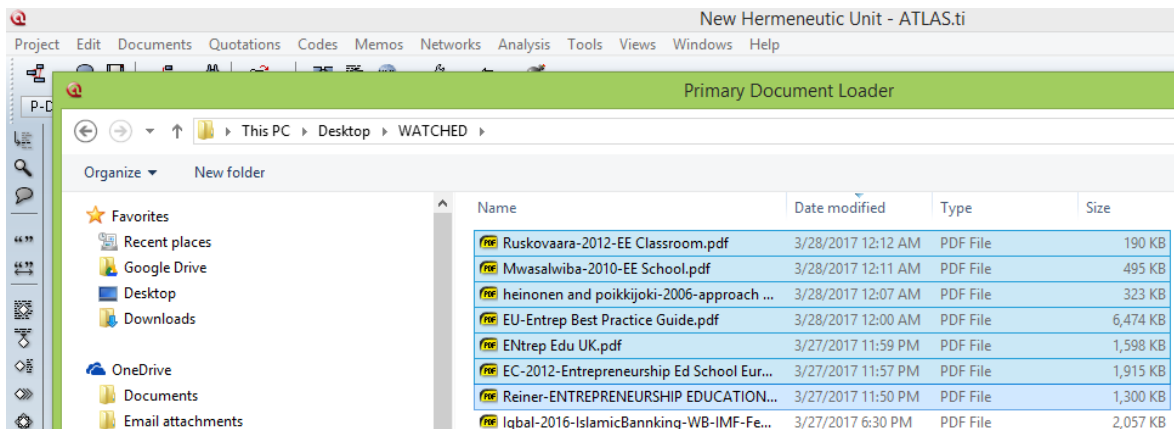 New Hermeneutic Unit - ATLAS.ti
Project Edit Documents Quotations Codes Memos Networks Analysis Tools Views Windows Help
Primary Document Loader
P-D
This PC Desktop WATCHED
Organize New folder
Name Date modified Type Size
Favorites
Recent places
Google Drive
Desktop
Downloads
OneDrive
Documents
Email attachments
PDF Ruskovaara-2012-EE Classroom.pdf 3/28/2017 12:12 AM PDF File 190 KB
PDF Mwasalwiba-2010-EE School.pdf 3/28/2017 12:11 AM PDF File 495 KB
PDF heinonen and poikkijoki-2006-approach ... 3/28/2017 12:07 AM PDF File 323 KB
PDF EU-Entrep Best Practice Guide.pdf 3/28/2017 12:00 AM PDF File 6,474 KB
PDF ENtrep Edu UK.pdf 3/27/2017 11:59 PM PDF File 1,598 KB
PDF EC-2012-Entrepreneurship Ed School Eur... 3/27/2017 11:57 PM PDF File 1,915 KB
PDF Reiner-ENTREPRENEURSHIP EDUCATION... 3/27/2017 11:50 PM PDF File 1,300 KB
PDF Iqbal-2016-IslamicBannking-WB-IMF-Fe... 3/27/2017 6:30 PM PDF File 2,057 KB